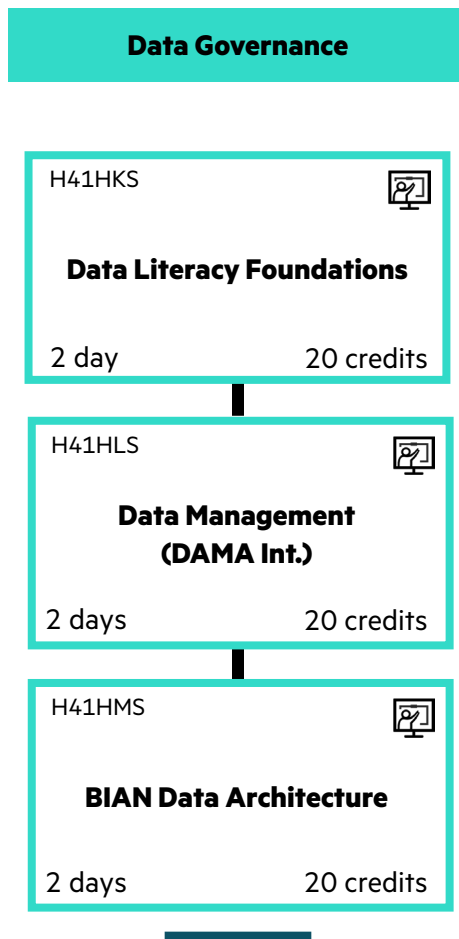 Data Governance
H41HKS
Data Literacy Foundations
2 day 20 credits
H41HLS
Data Management
(DAMA Int.)
2 days 20 credits
H41HMS
BIAN Data Architecture
2 days 20 credits